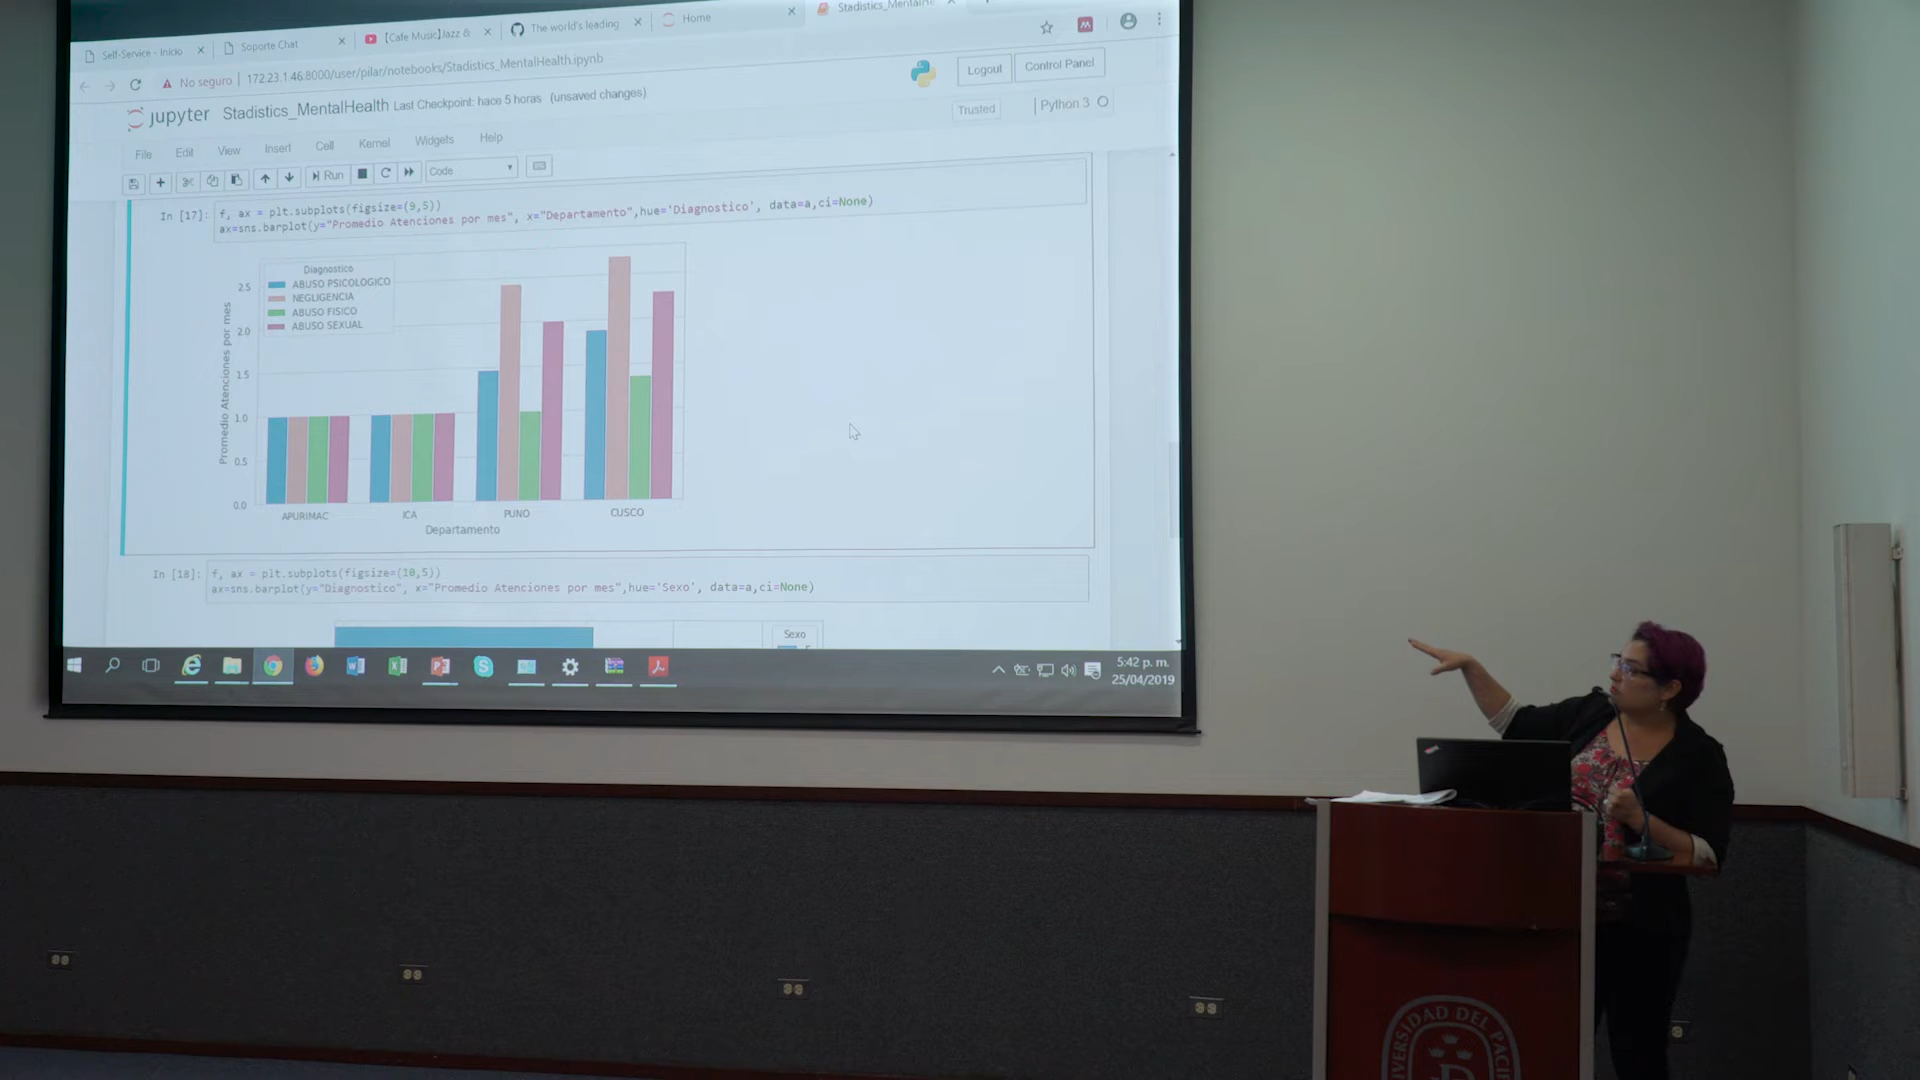 Self-Service - Inicio
Soporte Chat
[Cafe Music]Jazz &
The world's leading
Home
Stadistics_Mental
No seguro | 172.23.1.46:8000/user/pilar/notebooks/Stadistics_MentalHealth.ipynb
jupyter Stadistics_MentalHealth Last Checkpoint: hace 5 horas (unsaved changes)
Logout
Control Panel
File Edit View Insert Cell Kernel Widgets Help
Trusted
Python 3
Run
Code
In [17]: f, ax = plt.subplots(figsize=(9,5))
ax=sns.barplot(y="Promedio Atenciones por mes", x="Departamento",hue='Diagnostico', data=a,ci=None)
Diagnostico
ABUSO PSICOLOGICO
NEGLIGENCIA
ABUSO FISICO
ABUSO SEXUAL
Promedio Atenciones por mes
2.5
2.0
1.5
1.0
0.5
0.0
APURIMAC ICA PUNO CUSCO
Departamento
In [18]: f, ax = plt.subplots(figsize=(10,5))
ax=sns.barplot(y="Diagnostico", x="Promedio Atenciones por mes",hue='Sexo', data=a,ci=None)
Sexo
5:42 p. m.
25/04/2019
IVERSIDAD DEL PACIFI